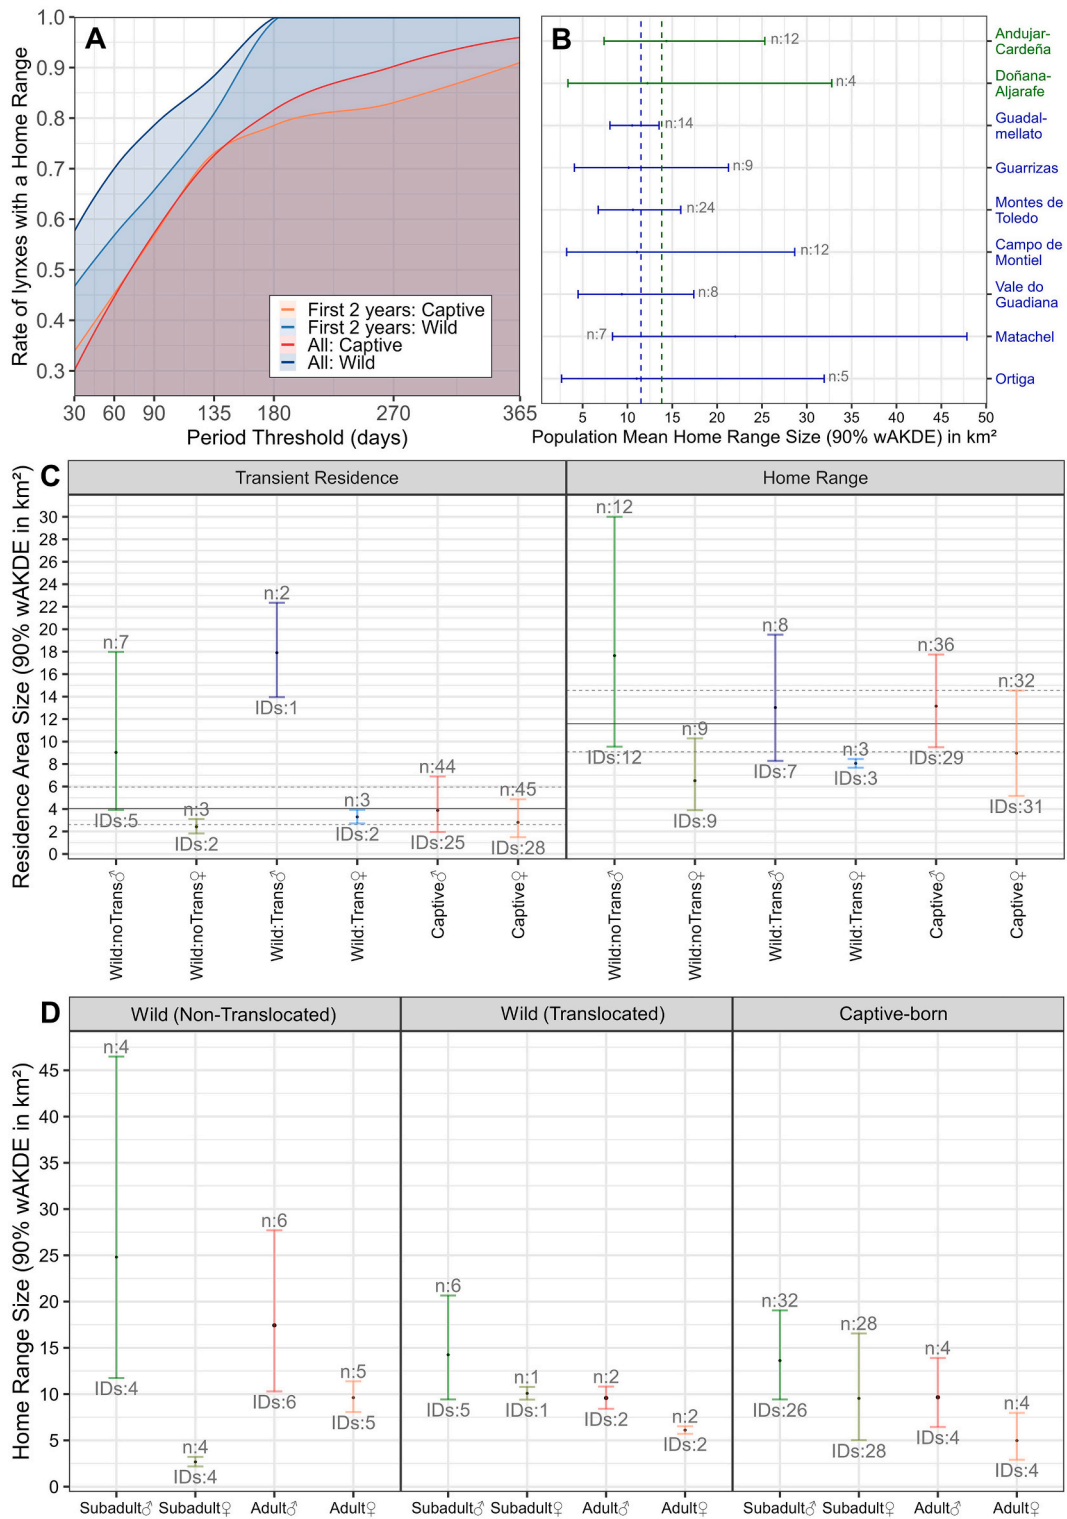 A
Rate of lynxes with a Home Range
1.0
0.9
0.8
0.7
0.6
0.5
0.4
0.3
First 2 years: Captive
First 2 years: Wild
All: Captive
All: Wild
30 60 90 135 180 270 365
Period Threshold (days)
B
n:12
n:4
n:14
n:9
n:24
n:12
n:8
n:7
n:5
Andujar-
Cardeña
Doñana-
Aljarafe
Guadal-
mellato
Guarrizas
Montes de
Toledo
Campo de
Montiel
Vale do
Guadiana
Matachel
Ortiga
5 10 15 20 25 30 35 40 45 50
Population Mean Home Range Size (90% wAKDE) in km²
C
Residence Area Size (90% wAKDE in km²)
Transient Residence
Home Range
30
28
26
24
22
20
18
16
14
12
10
8
6
4
2
0
n:7
IDs:5
n:3
IDs:2
n:2
IDs:1
n:3
IDs:2
n:44
IDs:25
n:45
IDs:28
n:12
IDs:12
n:9
IDs:9
n:8
IDs:7
n:3
IDs:3
n:36
IDs:29
n:32
IDs:31
Wild:noTrans♂
Wild:noTrans♀
Wild:Trans♂
Wild:Trans♀
Captive♂
Captive♀
Wild:noTrans♂
Wild:noTrans♀
Wild:Trans♂
Wild:Trans♀
Captive♂
Captive♀
D
Home Range Size (90% wAKDE in km²)
Wild (Non-Translocated)
Wild (Translocated)
Captive-born
45
40
35
30
25
20
15
10
5
0
n:4
IDs:4
n:4
IDs:4
n:6
IDs:6
n:5
IDs:5
n:6
IDs:5
n:1
IDs:1
n:2
IDs:2
n:2
IDs:2
n:32
IDs:26
n:28
IDs:28
n:4
IDs:4
n:4
IDs:4
Subadult♂ Subadult♀ Adult♂ Adult♀
Subadult♂ Subadult♀ Adult♂ Adult♀
Subadult♂ Subadult♀ Adult♂ Adult♀